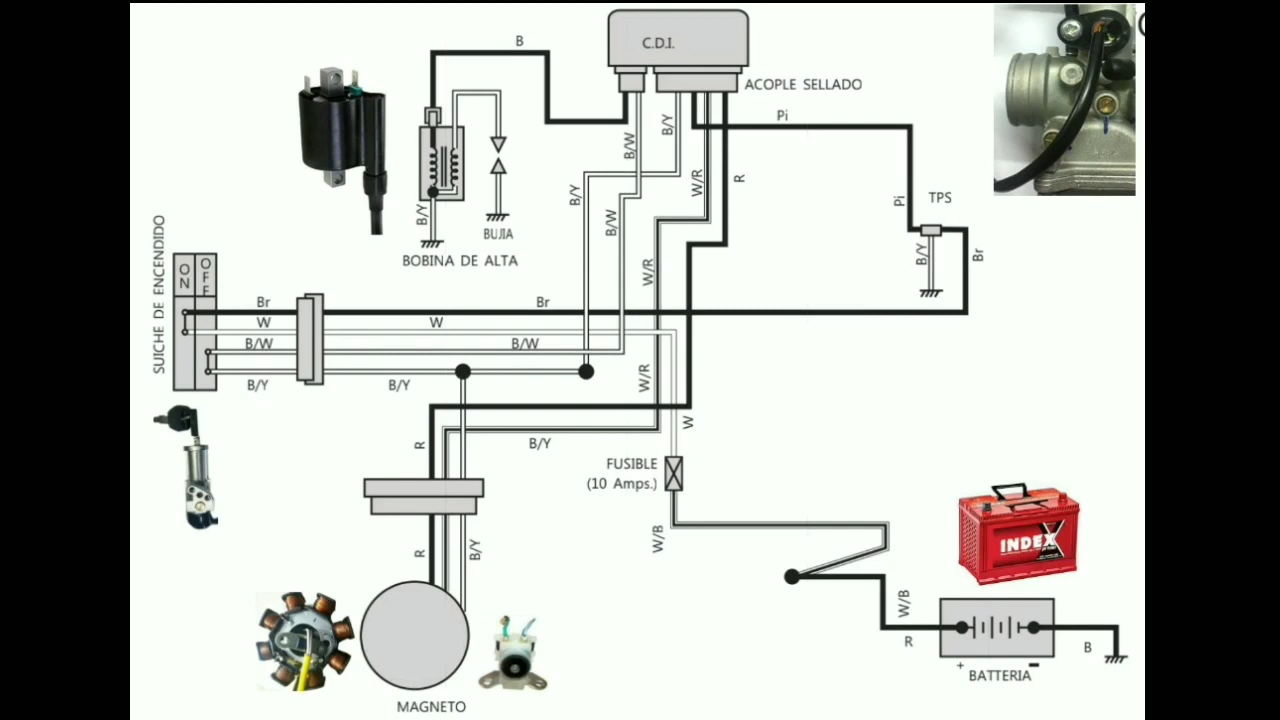 B
C.D.I.
ACOPLE SELLADO
Pi
B/W
B/Y
W/R
R
B/Y
B/W
B/Y
Pi
TPS
BUJIA
BOBINA DE ALTA
B/Y
Br
SUICHE DE ENCENDIDO
ON
OFF
W/R
Br
Br
W
W
B/W
B/W
B/Y
B/Y
W/R
W
R
B/Y
FUSIBLE
(10 Amps.)
W/B
INDEX
R
B/Y
W/B
R
B
+
-
BATTERIA
MAGNETO